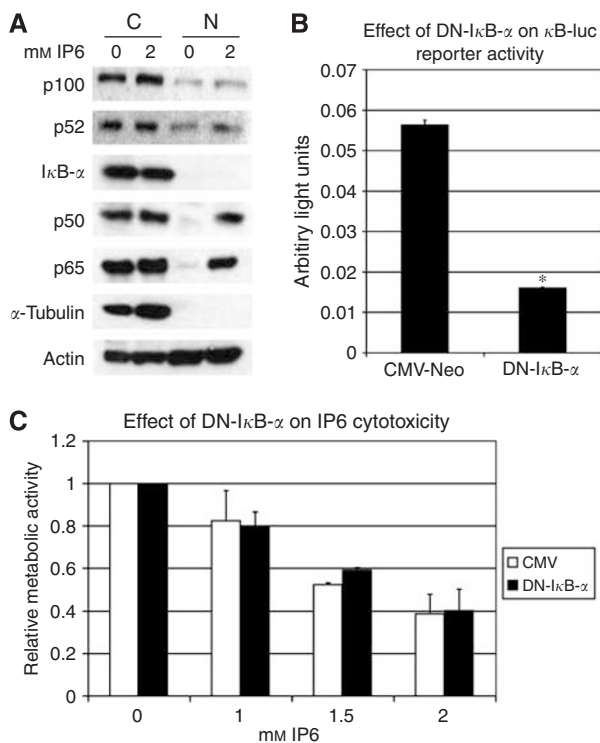 A
C N
mM IP6 0 2 0 2
p100
p52
IκB-α
p50
p65
α-Tubulin
Actin
B
Effect of DN-IκB-α on κB-luc
reporter activity
Arbitiry light units
0.07
0.06
0.05
0.04
0.03
0.02
0.01
0
*
CMV-Neo DN-IκB-α
C
Effect of DN-IκB-α on IP6 cytotoxicity
Relative metabolic activity
1.2
1
0.8
0.6
0.4
0.2
0
0 1 1.5 2
mM IP6
CMV
DN-IκB-α